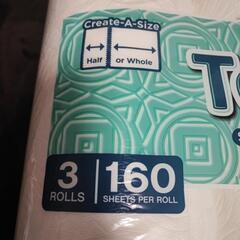 Create-A-Size
Half or Whole
3 160
ROLLS SHEETS PER ROLL